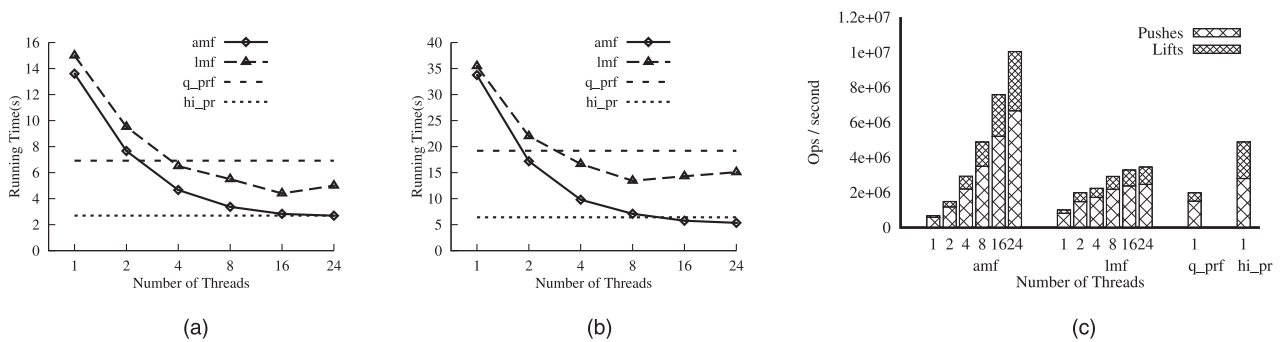 16
14
12
10
8
6
4
2
0
Running Time(s)
amf
lmf
q_prf
hi_pr
1 2 4 8 16 24
Number of Threads
(a)
40
35
30
25
20
15
10
5
0
Running Time(s)
amf
lmf
q_prf
hi_pr
1 2 4 8 16 24
Number of Threads
(b)
1.2e+07
1e+07
8e+06
6e+06
4e+06
2e+06
0
Ops / second
Pushes
Lifts
1 2 4 8 1624 1 2 4 8 1624 1 1
amf lmf q_prf hi_pr
Number of Threads
(c)